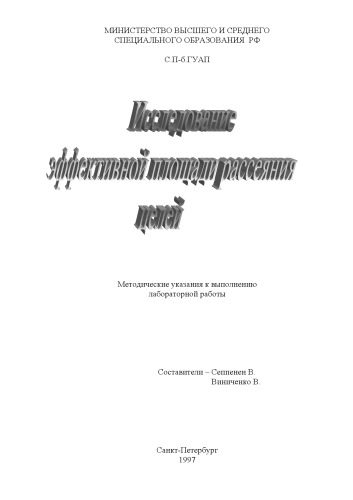 МИНИСТЕРСТВО ВЫСШЕГО И СРЕДНЕГО
СПЕЦИАЛЬНОГО ОБРАЗОВАНИЯ РФ
С.П-б.ГУАП
Исследование
эффективной площади рассеяния
целей
Методические указания к выполнению
лабораторной работы
Составители – Сеппенен В.
Виниченко В.
Санкт-Петербург
1997